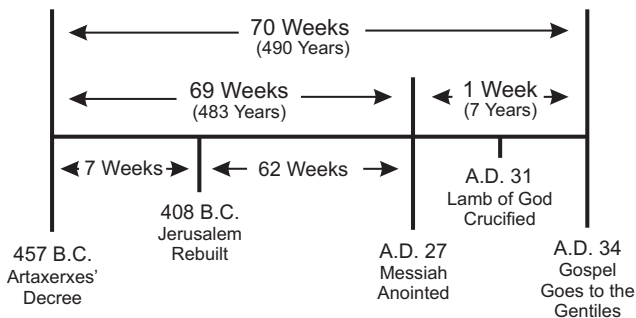 70 Weeks
(490 Years)
69 Weeks
(483 Years)
1 Week
(7 Years)
7 Weeks
62 Weeks
457 B.C.
Artaxerxes’
Decree
408 B.C.
Jerusalem
Rebuilt
A.D. 27
Messiah
Anointed
A.D. 31
Lamb of God
Crucified
A.D. 34
Gospel
Goes to the
Gentiles